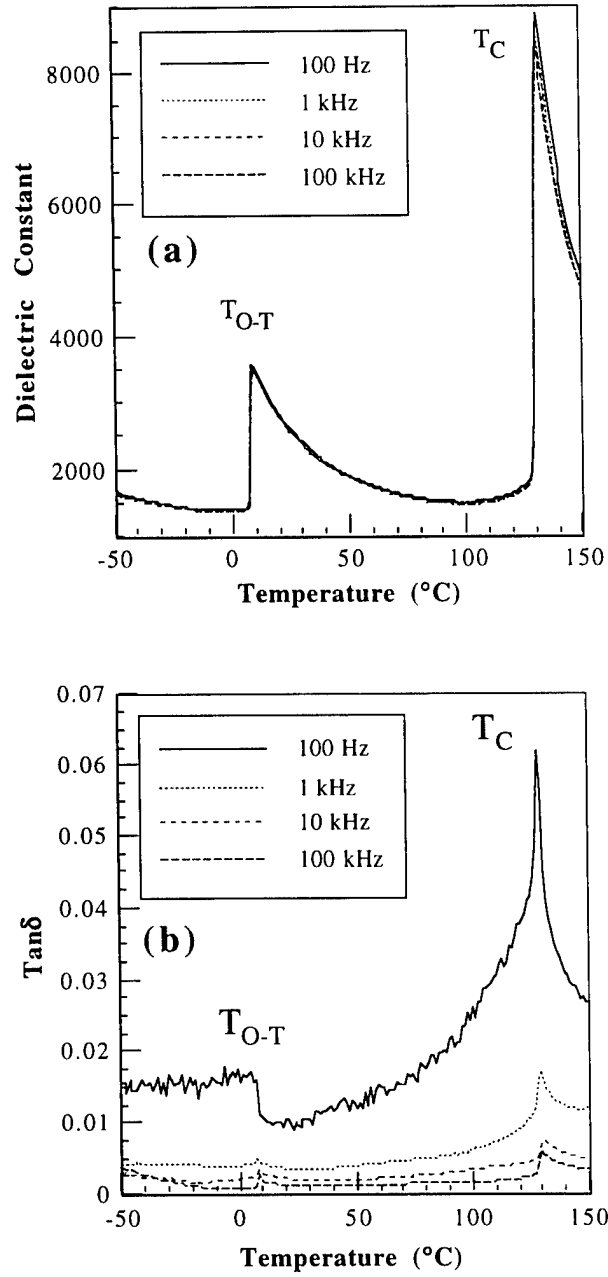 8000
6000
4000
2000
Dielectric Constant
100 Hz
1 kHz
10 kHz
100 kHz
T_C
(a)
T_O-T
-50
0
50
100
150
Temperature (°C)
0.07
0.06
0.05
0.04
0.03
0.02
0.01
0
Tanδ
100 Hz
1 kHz
10 kHz
100 kHz
T_C
(b)
T_O-T
-50
0
50
100
150
Temperature (°C)